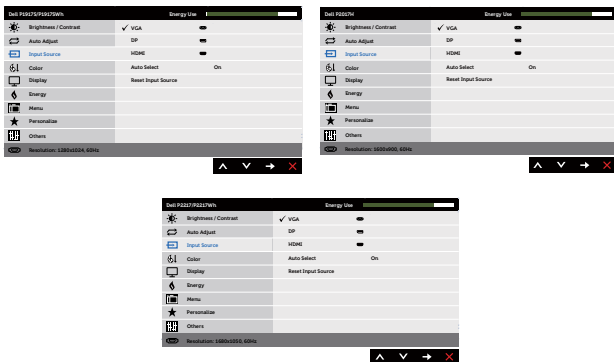 Dell P1917S/P1917SWh Energy Use
Brightness / Contrast VGA
Auto Adjust DP
Input Source HDMI
Color Auto Select On
Display Reset Input Source
Energy
Menu
Personalize
Others
Resolution: 1280x1024, 60Hz
Dell P2017H Energy Use
Brightness / Contrast VGA
Auto Adjust DP
Input Source HDMI
Color Auto Select On
Display Reset Input Source
Energy
Menu
Personalize
Others
Resolution: 1600x900, 60Hz
Dell P2217/P2217Wh Energy Use
Brightness / Contrast VGA
Auto Adjust DP
Input Source HDMI
Color Auto Select On
Display Reset Input Source
Energy
Menu
Personalize
Others
Resolution: 1680x1050, 60Hz